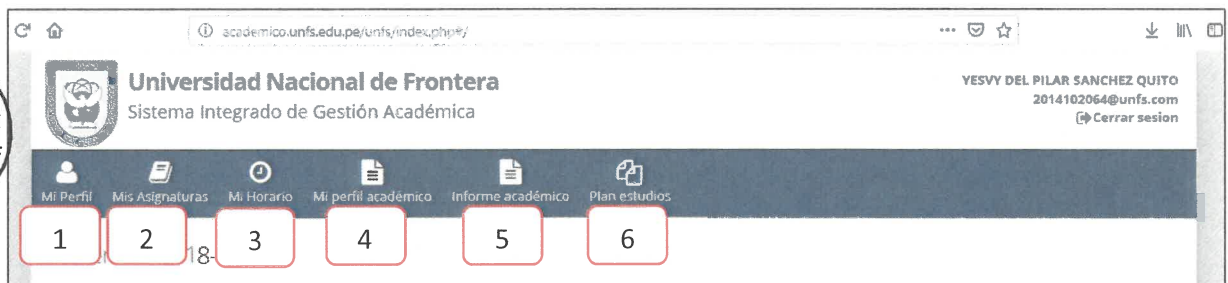 academico.unfs.edu.pe/unfs/index.php#/
Universidad Nacional de Frontera
Sistema Integrado de Gestión Académica
YESVY DEL PILAR SANCHEZ QUITO
2014102064@unfs.com
Cerrar sesion
Mi Perfil Mis Asignaturas Mi Horario Mi perfil académico Informe académico Plan estudios
1 2 3 4 5 6
18-